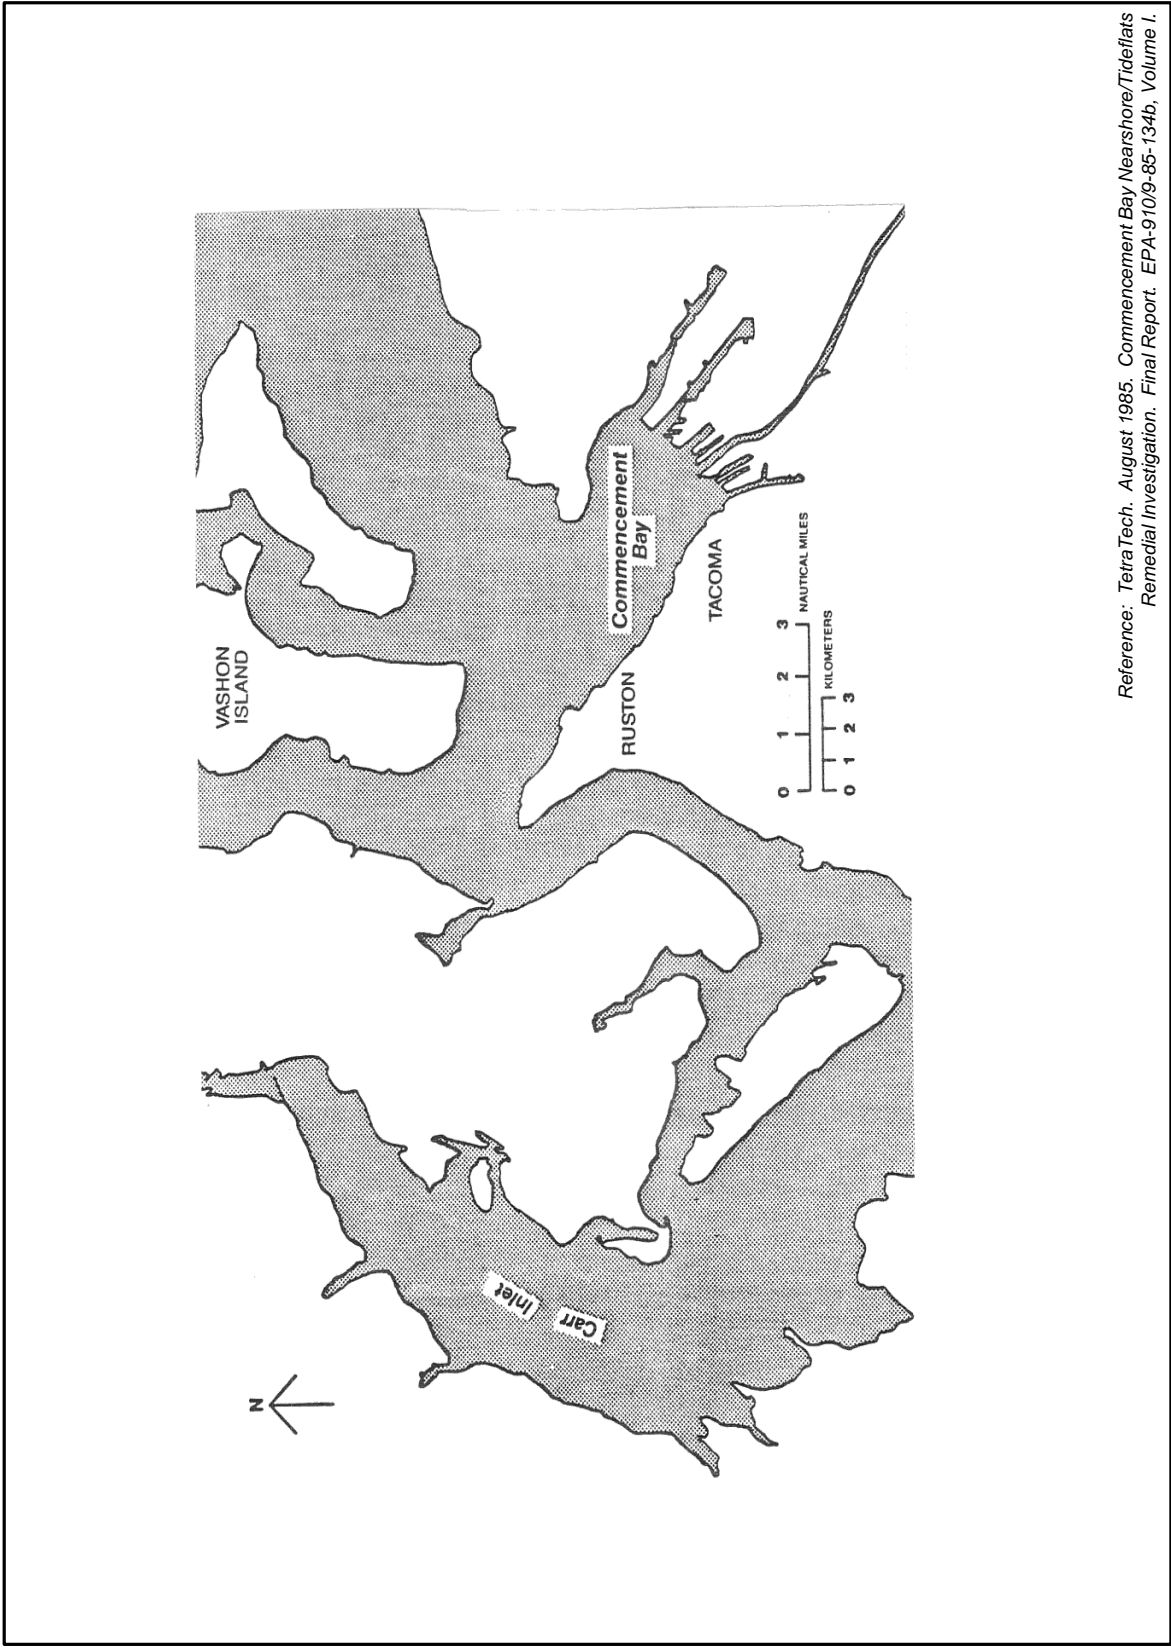 VASHON
ISLAND
Commencement
Bay
TACOMA
RUSTON
0 1 2 3
NAUTICAL MILES
KILOMETERS
0 1 2 3
Carr
Inlet
N
Reference: TetraTech. August 1985. Commencement Bay Nearshore/Tideflats
Remedial Investigation. Final Report. EPA-910/9-85-134b, Volume I.